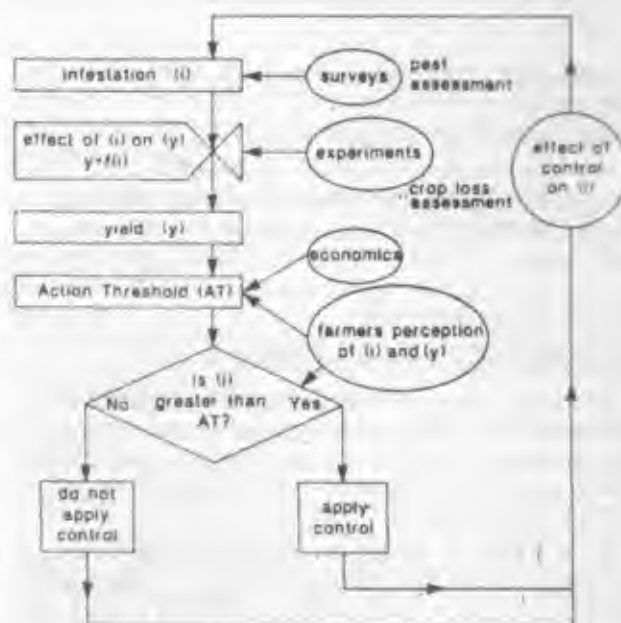 infestation (i)
surveys
pest
assessment
effect of (i) on (y)
y=f(i)
experiments
effect of
control
on (i)
crop loss
assessment
yield (y)
economics
Action Threshold (AT)
farmers perception
of (i) and (y)
Is (i)
greater than
AT?
No
Yes
do not
apply
control
apply
control